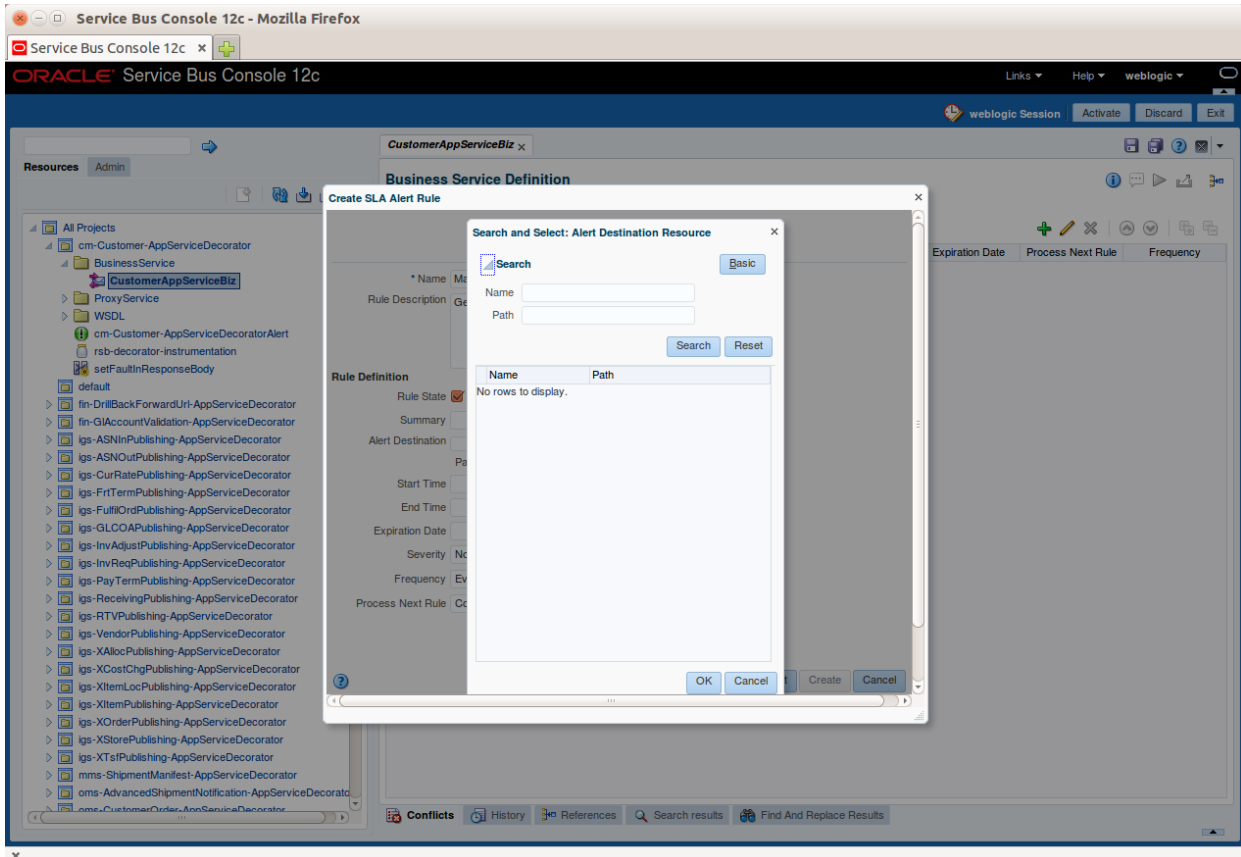 Service Bus Console 12c - Mozilla Firefox
Service Bus Console 12c
ORACLE Service Bus Console 12c
Links Help weblogic
weblogic Session Activate Discard Exit
CustomerAppServiceBiz
Resources Admin
Business Service Definition
Create SLA Alert Rule
Search and Select: Alert Destination Resource
Search
Basic
Name
Path
Search Reset
Name Path
No rows to display.
OK Cancel
* Name Ma
Rule Description Ge
Rule Definition
Rule State
Summary
Alert Destination
Pa
Start Time
End Time
Expiration Date
Severity No
Frequency Ev
Process Next Rule Co
t Create Cancel
Expiration Date Process Next Rule Frequency
All Projects
cm-Customer-AppServiceDecorator
BusinessService
CustomerAppServiceBiz
ProxyService
WSDL
cm-Customer-AppServiceDecoratorAlert
rsb-decorator-instrumentation
setFaultInResponseBody
default
fin-DrillBackForwardUrl-AppServiceDecorator
fin-GlAccountValidation-AppServiceDecorator
igs-ASNInPublishing-AppServiceDecorator
igs-ASNOutPublishing-AppServiceDecorator
igs-CurRatePublishing-AppServiceDecorator
igs-FrtTermPublishing-AppServiceDecorator
igs-FulfilOrdPublishing-AppServiceDecorator
igs-GLCOAPublishing-AppServiceDecorator
igs-InvAdjustPublishing-AppServiceDecorator
igs-InvReqPublishing-AppServiceDecorator
igs-PayTermPublishing-AppServiceDecorator
igs-ReceivingPublishing-AppServiceDecorator
igs-RTVPublishing-AppServiceDecorator
igs-VendorPublishing-AppServiceDecorator
igs-XAllocPublishing-AppServiceDecorator
igs-XCostChgPublishing-AppServiceDecorator
igs-XItemLocPublishing-AppServiceDecorator
igs-XItemPublishing-AppServiceDecorator
igs-XOrderPublishing-AppServiceDecorator
igs-XStorePublishing-AppServiceDecorator
igs-XTsfPublishing-AppServiceDecorator
mms-ShipmentManifest-AppServiceDecorator
oms-AdvancedShipmentNotification-AppServiceDecorato
oms-CustomerOrder-AppServiceDecorator
Conflicts History References Search results Find And Replace Results